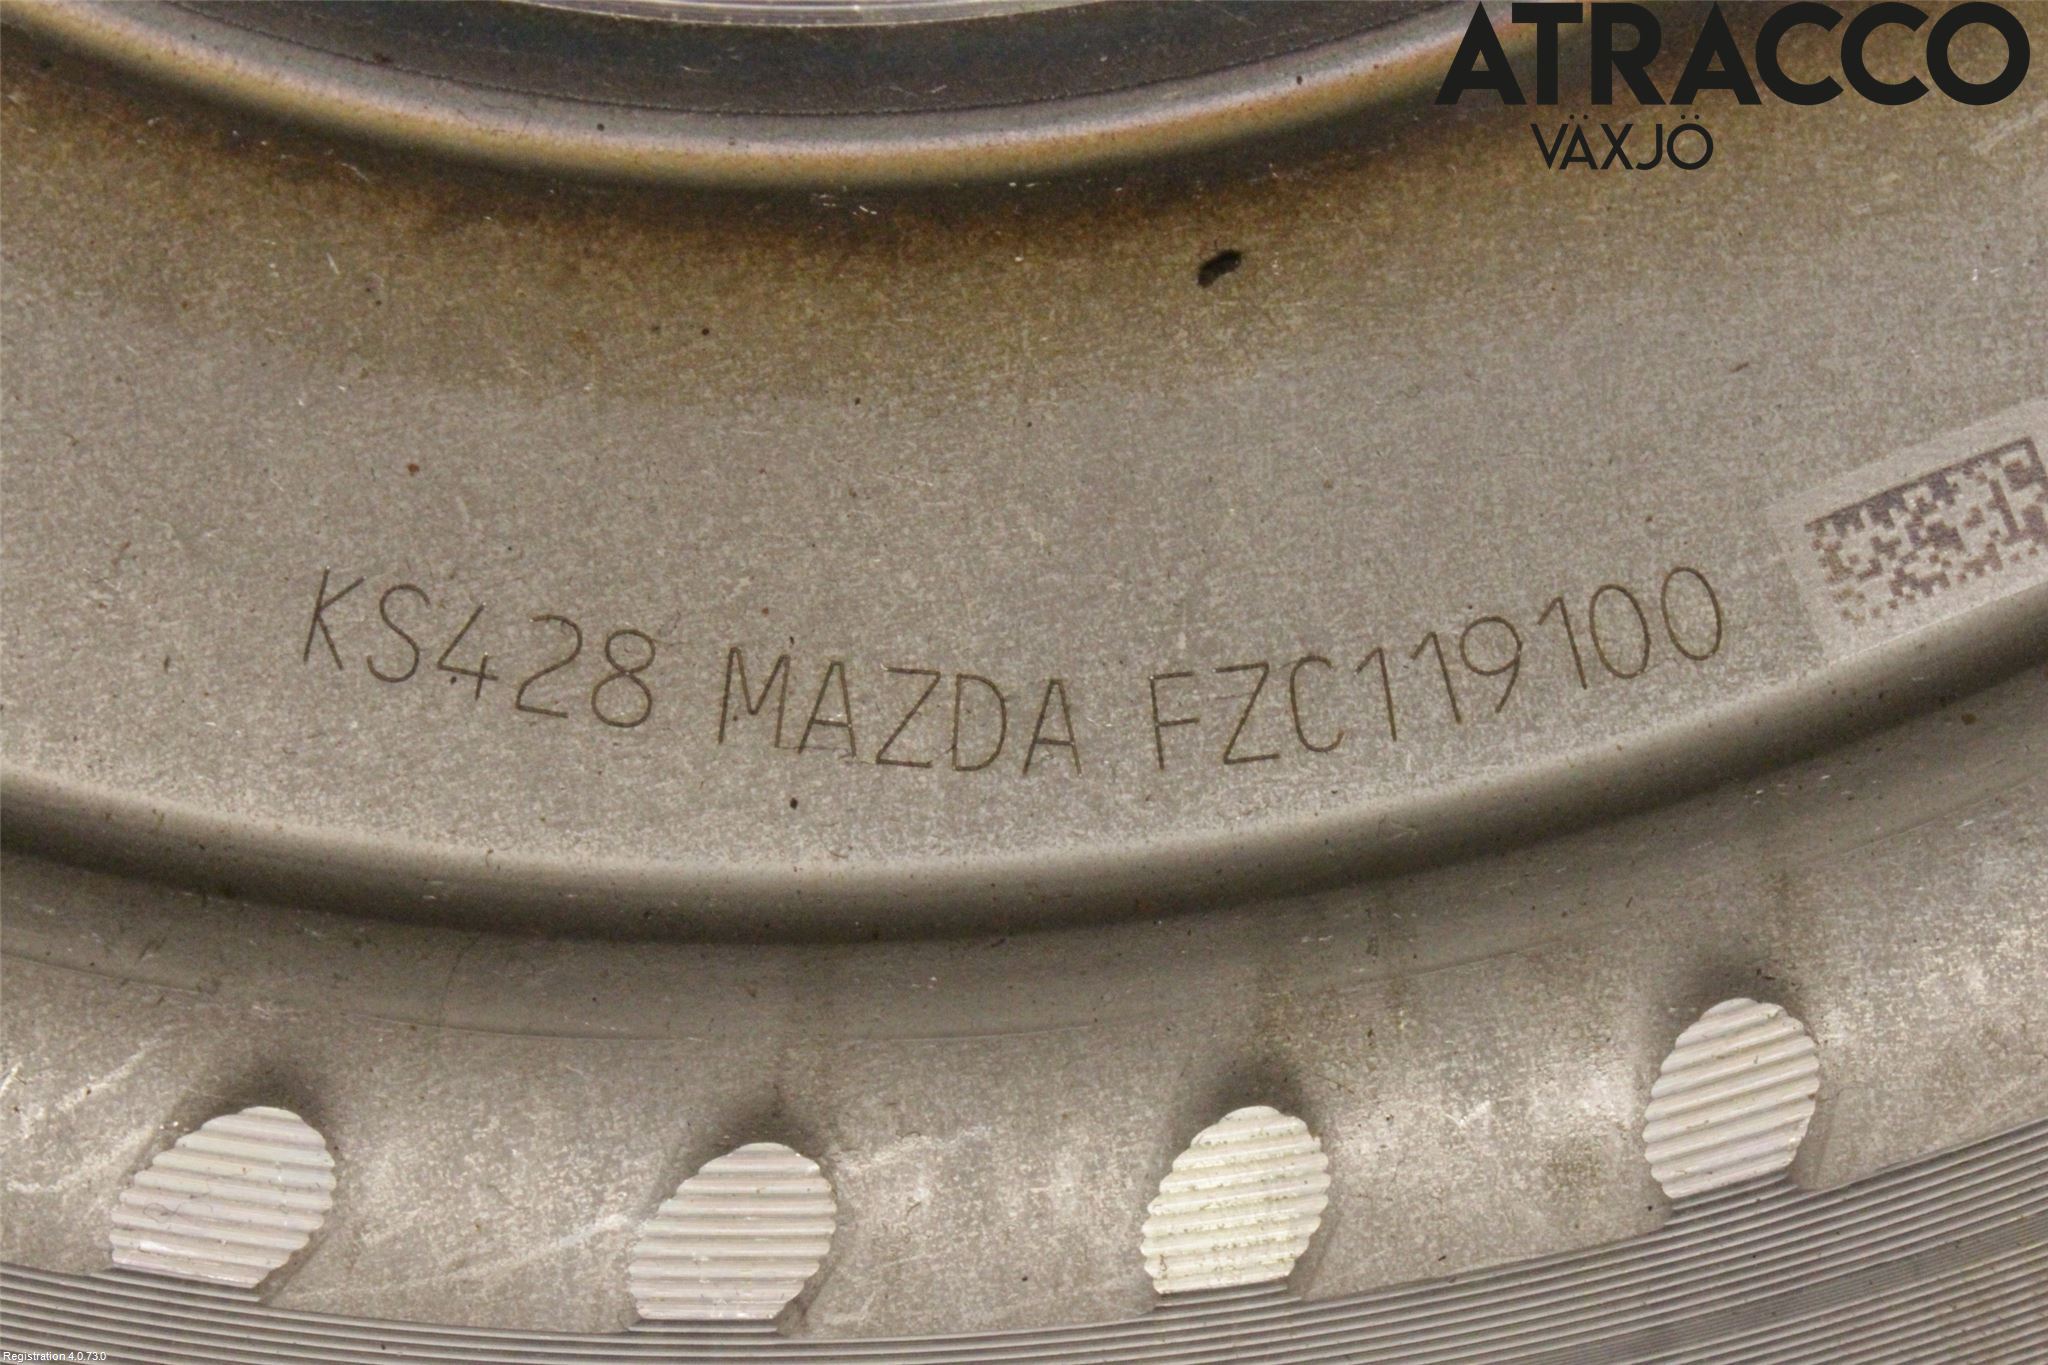 ATRACCO
VÄXJÖ
KS428 MAZDA FZC119100
Registration 4.0.73.0